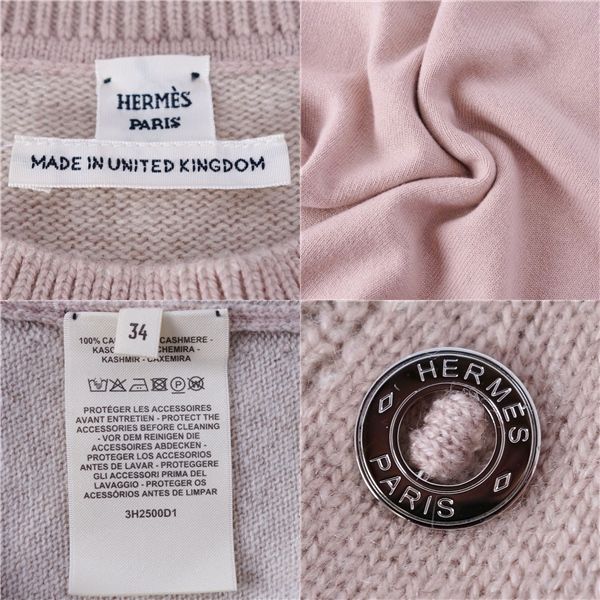 HERMÈS
PARIS
MADE IN UNITED KINGDOM
34
100% CA CASHMERE -
KASC CHEMIRA -
KASHMIR - CAXEMIRA
PROTÉGER LES ACCESSOIRES
AVANT ENTRETIEN - PROTECT THE
ACCESSORIES BEFORE CLEANING
- VOR DEM REINIGEN DIE
ACCESSOIRES ABDECKEN -
PROTEGER LOS ACCESORIOS
ANTES DE LAVAR - PROTEGGERE
GLI ACCESSORI PRIMA DEL
LAVAGGIO - PROTEGER OS
ACESSÓRIOS ANTES DE LIMPAR
3H2500D1
HERMÈS
PARIS